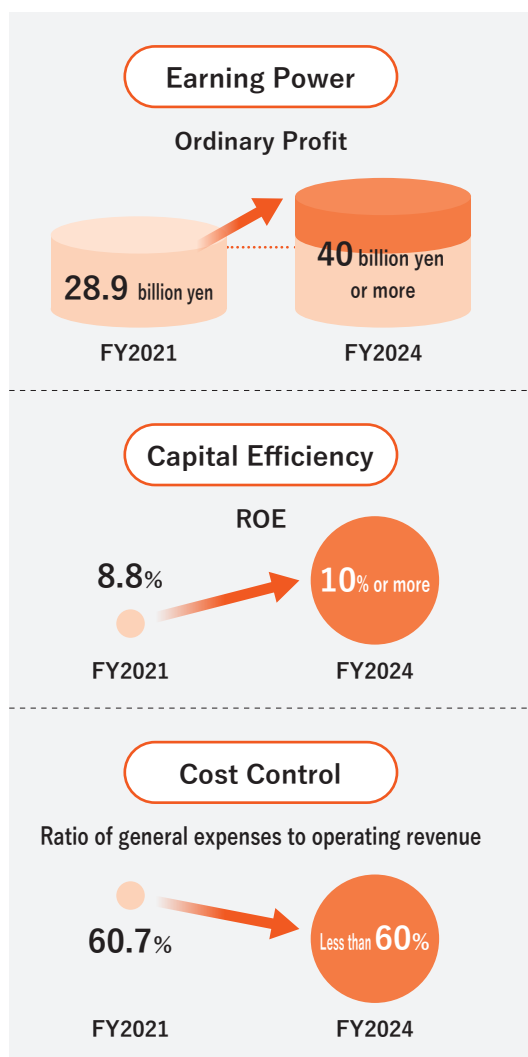 Earning Power
Ordinary Profit
28.9 billion yen
40 billion yen
or more
FY2021
FY2024
Capital Efficiency
ROE
8.8%
10% or more
FY2021
FY2024
Cost Control
Ratio of general expenses to operating revenue
60.7%
Less than 60%
FY2021
FY2024